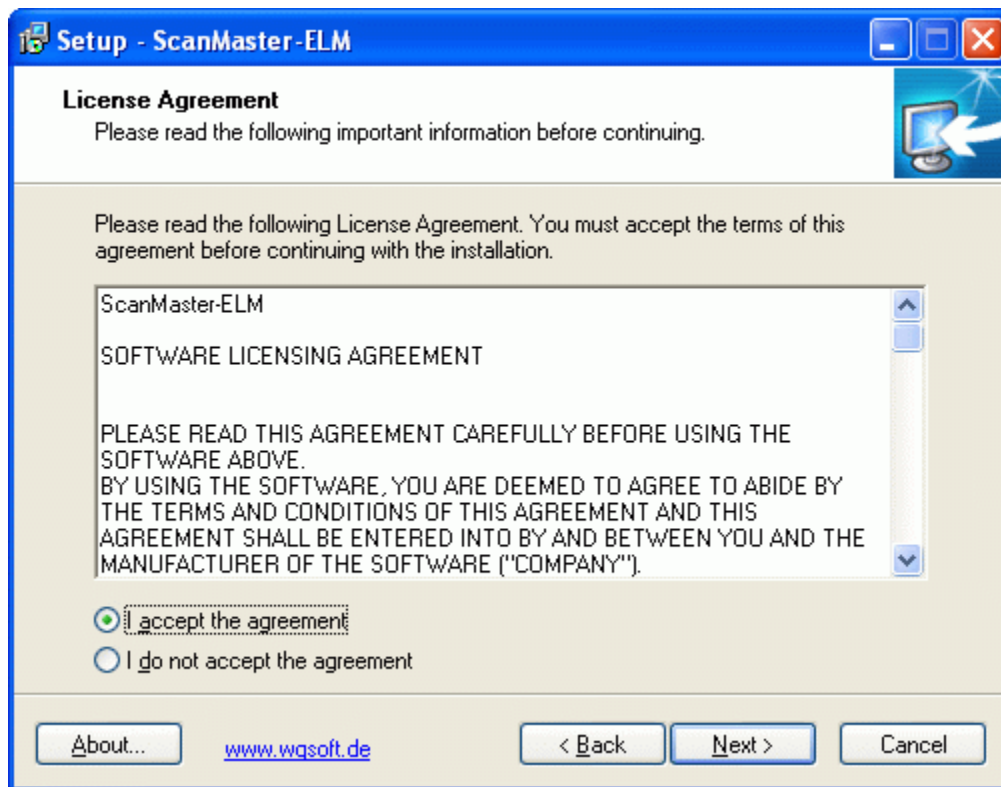 Setup - ScanMaster-ELM
License Agreement
Please read the following important information before continuing.
Please read the following License Agreement. You must accept the terms of this
agreement before continuing with the installation.
ScanMaster-ELM
SOFTWARE LICENSING AGREEMENT
PLEASE READ THIS AGREEMENT CAREFULLY BEFORE USING THE
SOFTWARE ABOVE.
BY USING THE SOFTWARE, YOU ARE DEEMED TO AGREE TO ABIDE BY
THE TERMS AND CONDITIONS OF THIS AGREEMENT AND THIS
AGREEMENT SHALL BE ENTERED INTO BY AND BETWEEN YOU AND THE
MANUFACTURER OF THE SOFTWARE ("COMPANY").
I accept the agreement
I do not accept the agreement
About...
www.wgsoft.de
< Back
Next >
Cancel